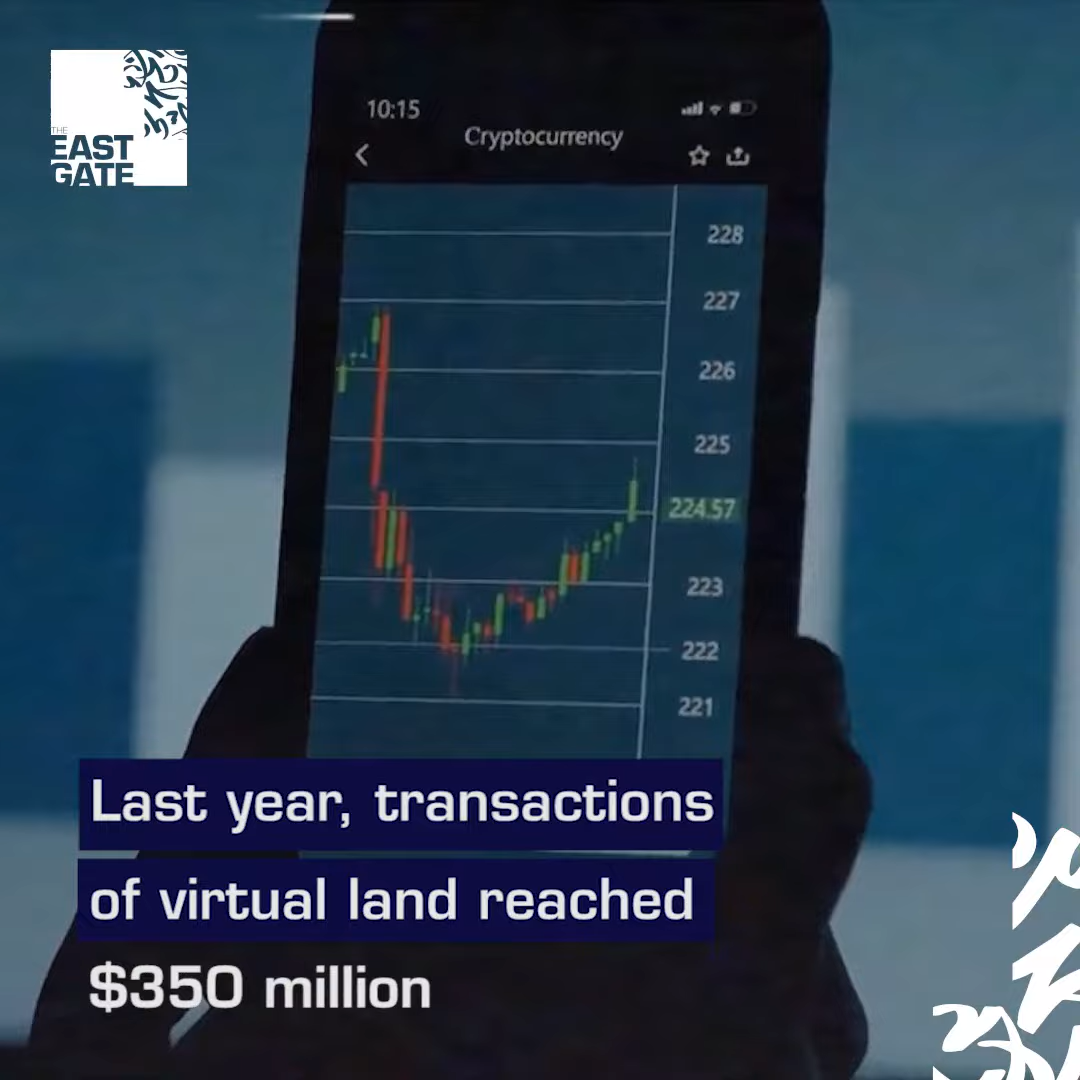 THE
EAST
GATE
10:15
Cryptocurrency
228
227
226
225
224.57
223
222
221
Last year, transactions
of virtual land reached
$350 million